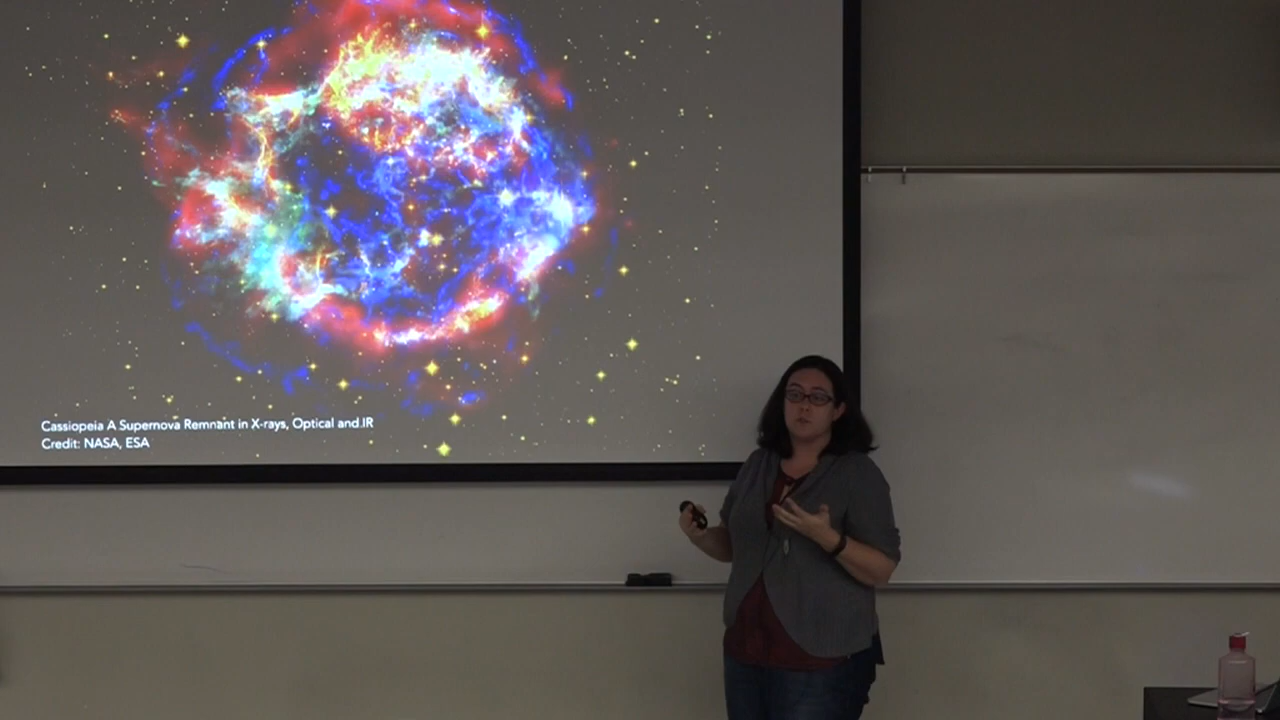 Cassiopeia A Supernova Remnant in X-rays, Optical and IR
Credit: NASA, ESA